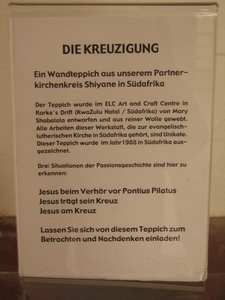 DIE KREUZIGUNG
Ein Wandteppich aus unserem Partner-
kirchenkreis Shiyane in Südafrika
Der Teppich wurde im ELC Art and Craft Centre in
Rorke's Drift (KwaZulu Natal / Südafrika) von Mary
Shabalala entworfen und aus reiner Wolle gewebt.
Alle Arbeiten dieser Werkstatt, die zur evangelisch-
lutherischen Kirche in Südafrika gehört, sind Unikate.
Dieser Teppich wurde im Jahr 1988 in Südafrika aus-
gezeichnet.
Drei Situationen der Passionsgeschichte sind hier zu
erkennen:
Jesus beim Verhör vor Pontius Pilatus
Jesus trägt sein Kreuz
Jesus am Kreuz
Lassen Sie sich von diesem Teppich zum
Betrachten und Nachdenken einladen!